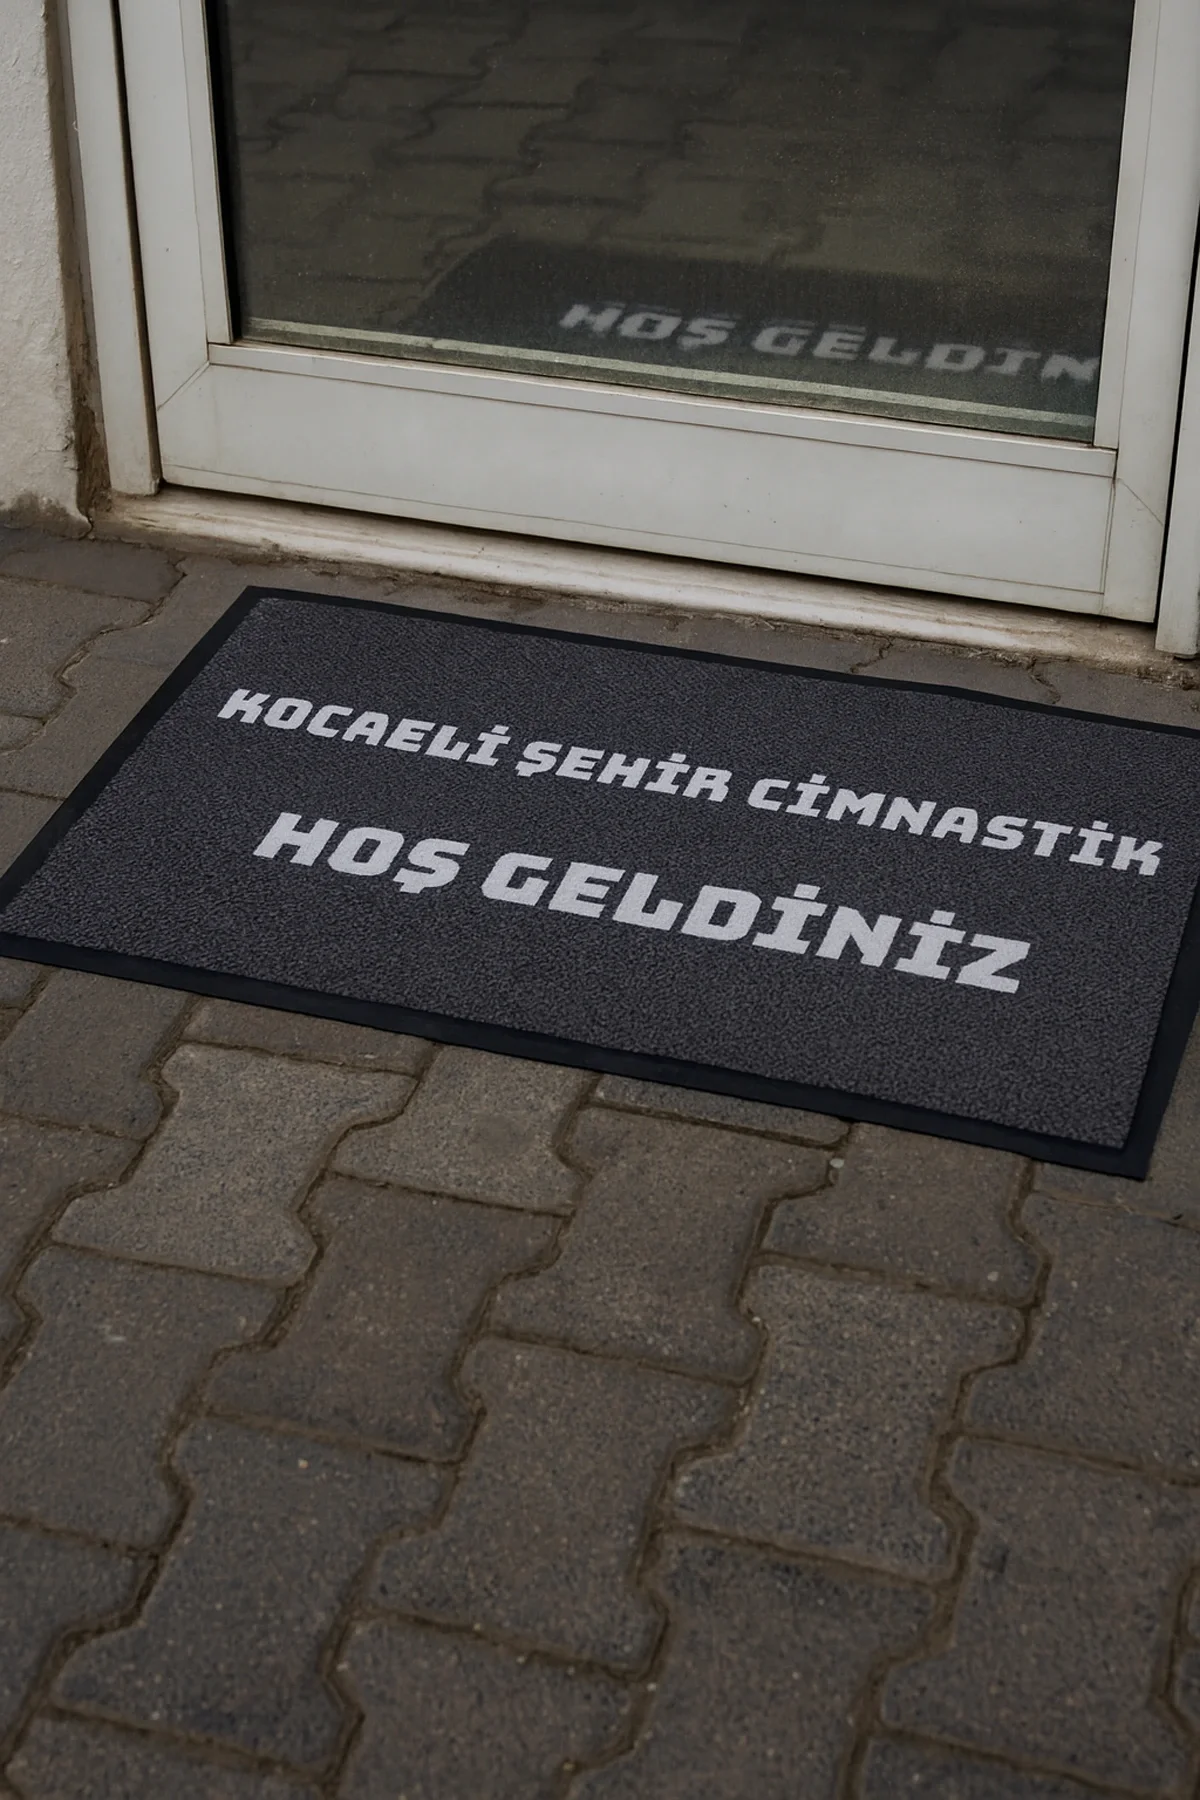 HOŞ GELDİN
KOCAELİ ŞEHİR CİMNASTİK
HOŞ GELDİNİZ